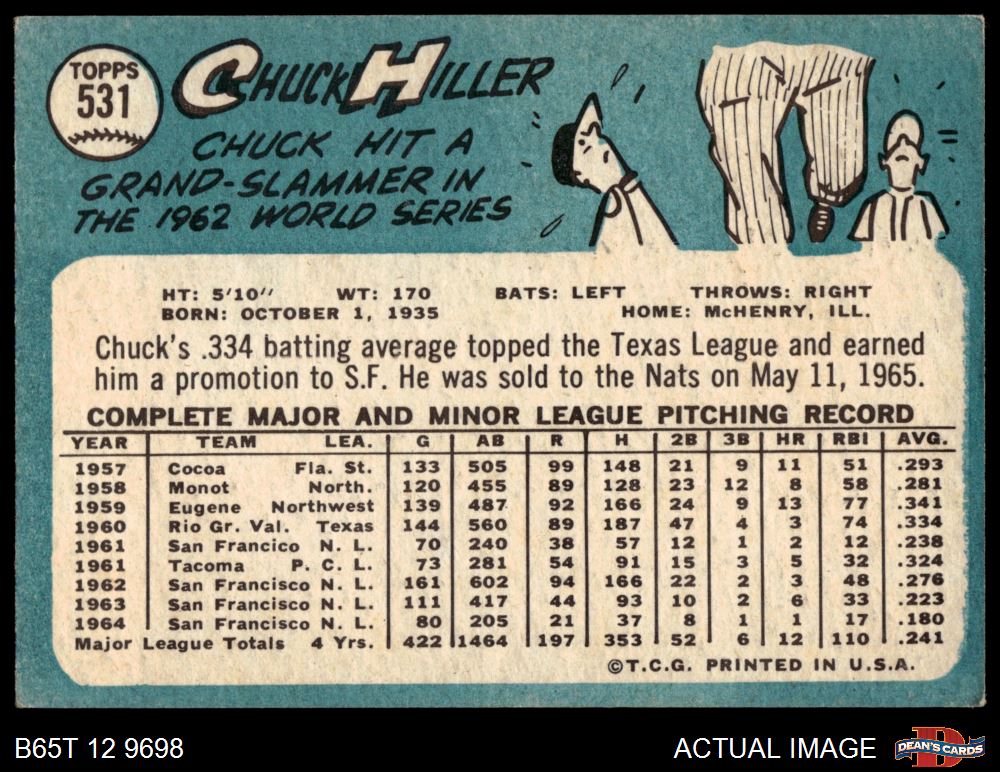 TOPPS
531
CHUCK HILLER
CHUCK HIT A
GRAND-SLAMMER IN
THE 1962 WORLD SERIES
HT: 5'10" WT: 170 BATS: LEFT THROWS: RIGHT
BORN: OCTOBER 1, 1935 HOME: McHENRY, ILL.
Chuck's .334 batting average topped the Texas League and earned
him a promotion to S.F. He was sold to the Nats on May 11, 1965.
COMPLETE MAJOR AND MINOR LEAGUE PITCHING RECORD
YEAR TEAM LEA. G AB R H 2B 3B HR RBI AVG.
1957 Cocoa Fla. St. 133 505 99 148 21 9 11 51 .293
1958 Monot North. 120 455 89 128 23 12 8 58 .281
1959 Eugene Northwest 139 487 92 166 24 9 13 77 .341
1960 Rio Gr. Val. Texas 144 560 89 187 47 4 3 74 .334
1961 San Francico N. L. 70 240 38 57 12 1 2 12 .238
1961 Tacoma P. C. L. 73 281 54 91 15 3 5 32 .324
1962 San Francisco N. L. 161 602 94 166 22 2 3 48 .276
1963 San Francisco N. L. 111 417 44 93 10 2 6 33 .223
1964 San Francisco N. L. 80 205 21 37 8 1 1 17 .180
Major League Totals 4 Yrs. 422 1464 197 353 52 6 12 110 .241
©T.C.G. PRINTED IN U.S.A.
B65T 12 9698 ACTUAL IMAGE DEAN'S CARDS